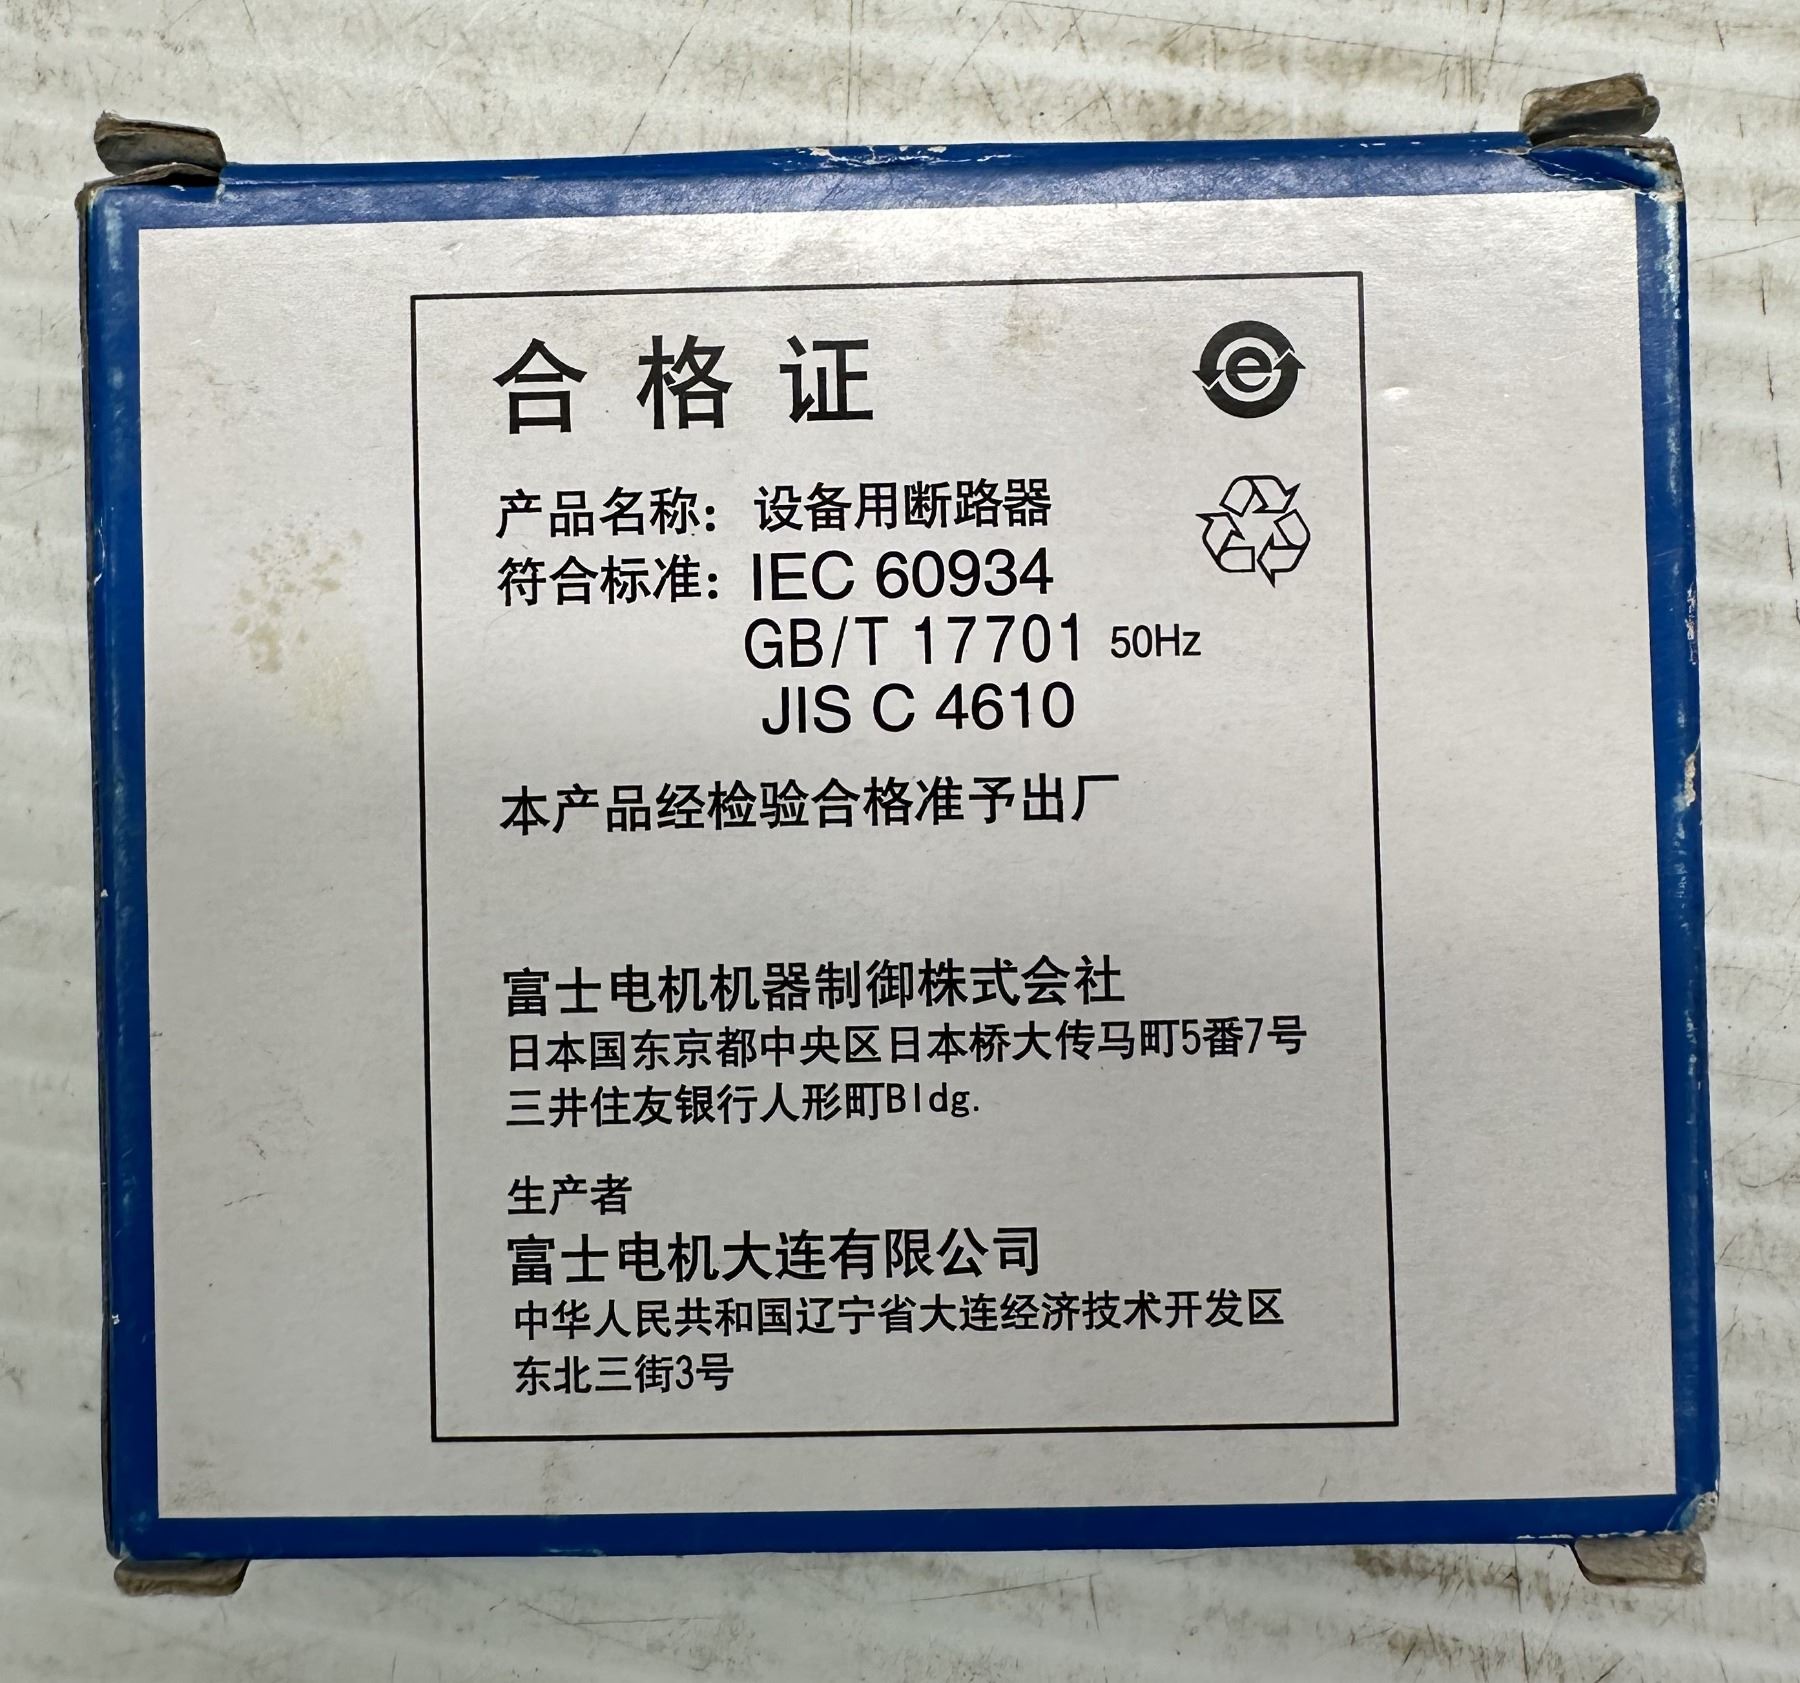 合格证
e
产品名称：设备用断路器
符合标准：IEC 60934
GB/T 17701 50Hz
JIS C 4610
本产品经检验合格准予出厂
富士电机机器制御株式会社
日本国东京都中央区日本桥大传马町5番7号
三井住友银行人形町Bldg.
生产者
富士电机大连有限公司
中华人民共和国辽宁省大连经济技术开发区
东北三街3号